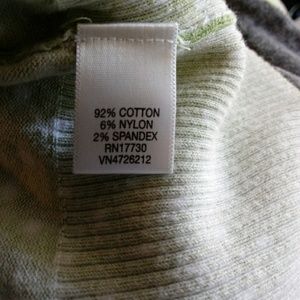 92% COTTON
6% NYLON
2% SPANDEX
RN17730
VN4726212